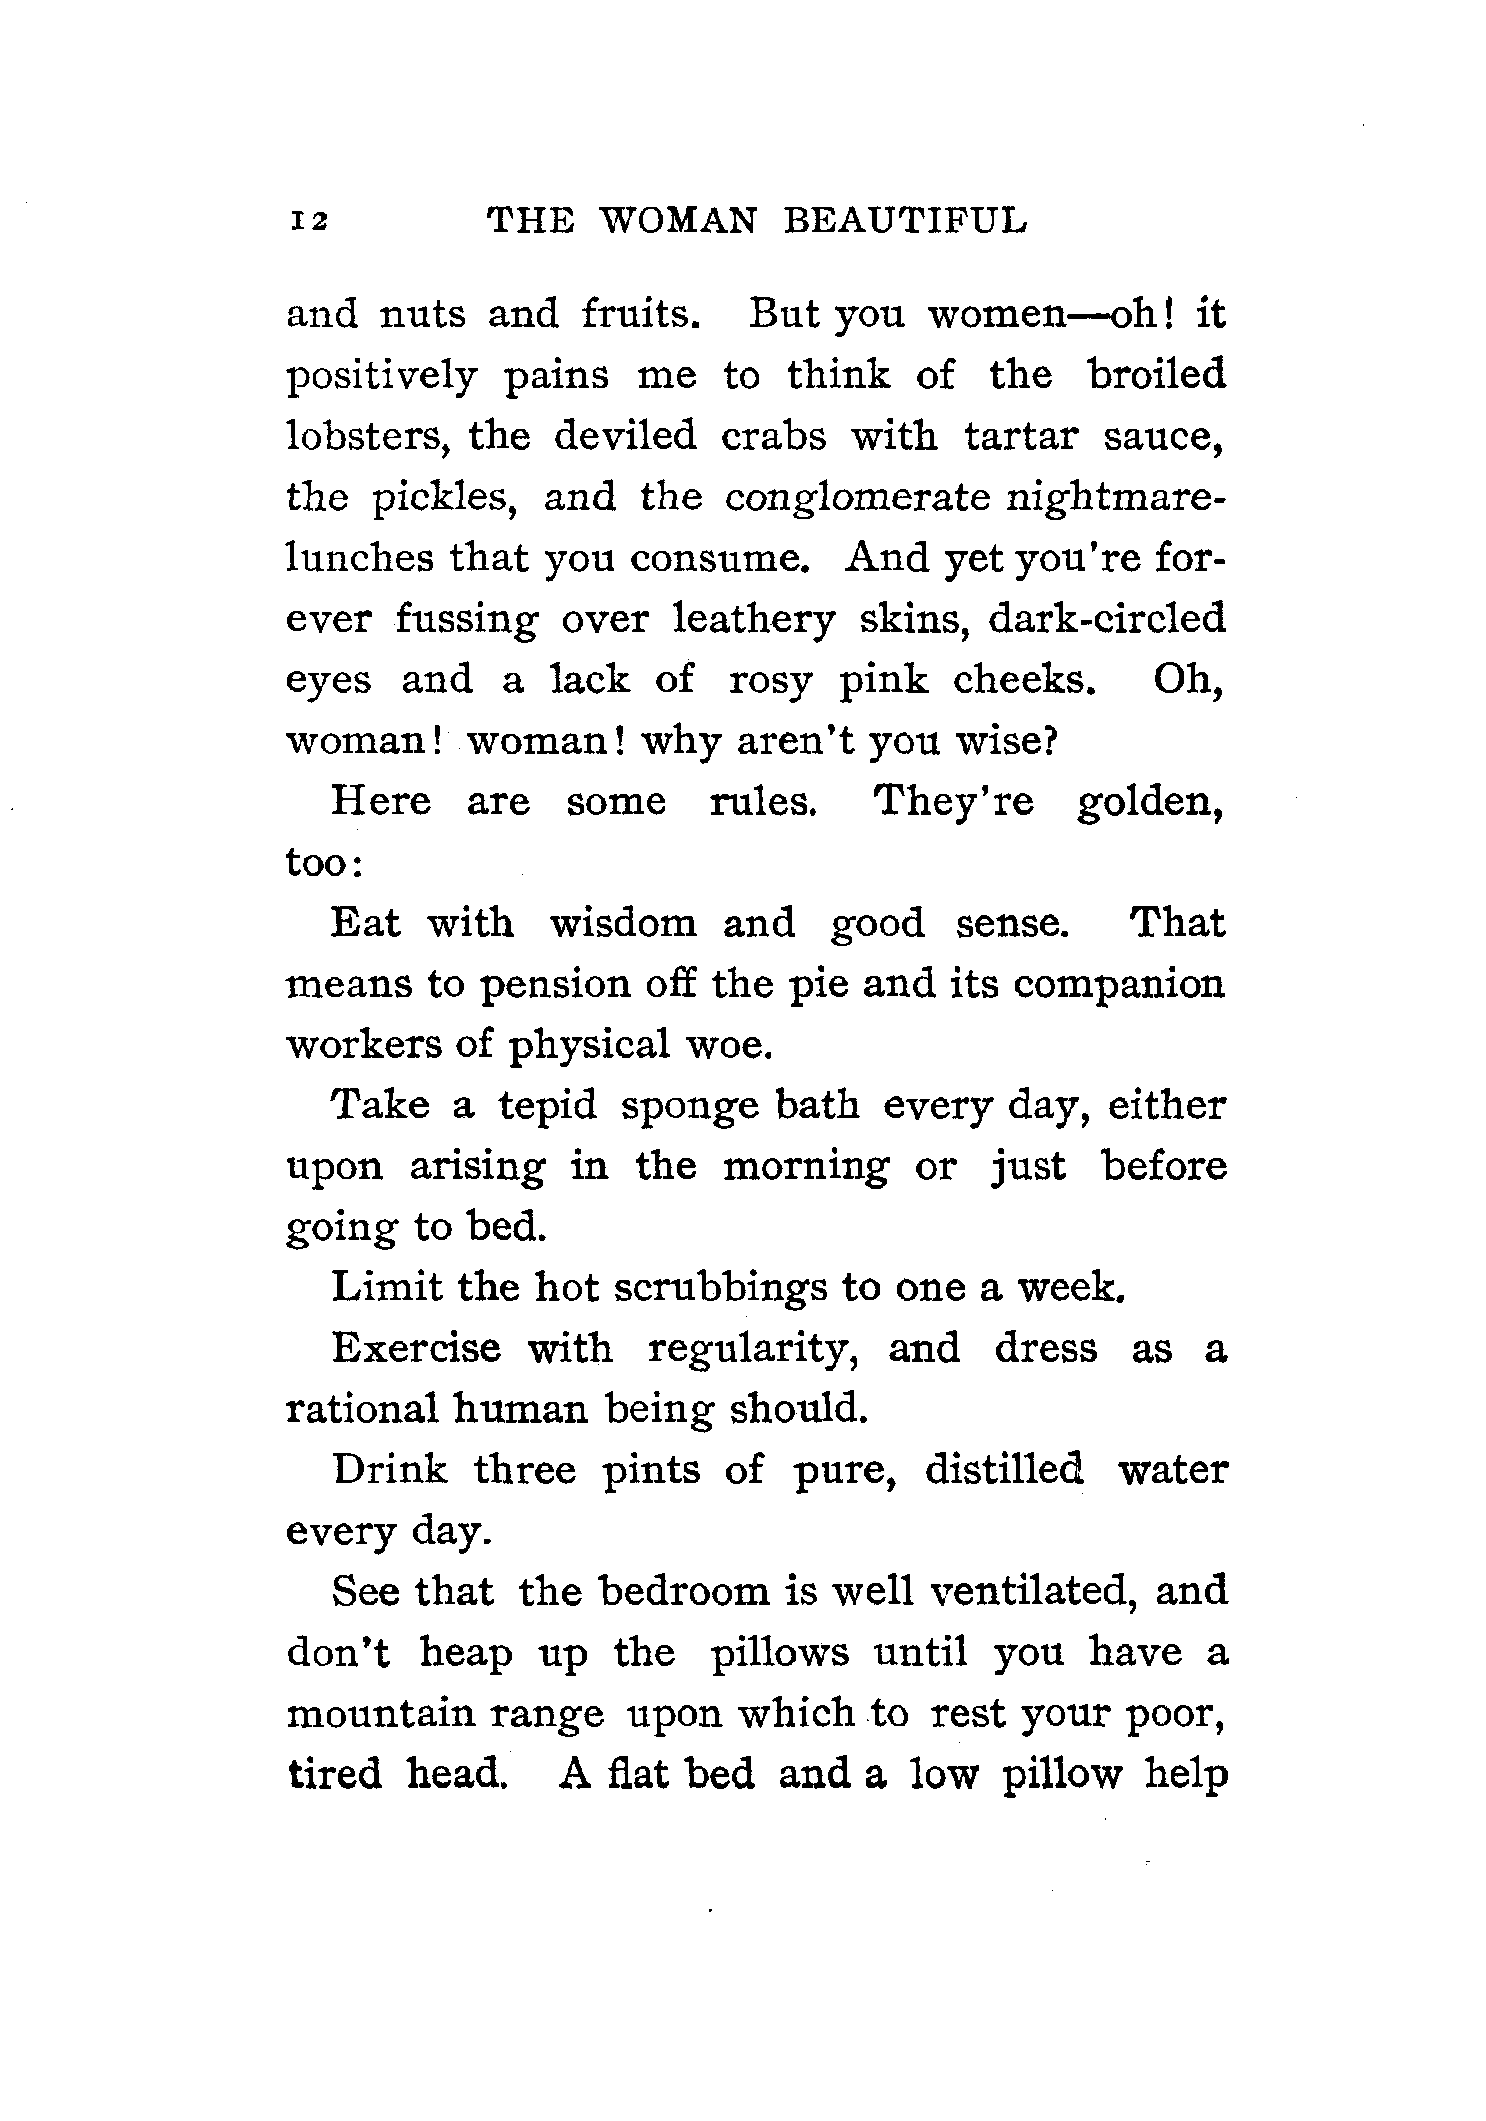 12 THE WOMAN BEAUTIFUL
and nuts and fruits. But you women—oh! it
positively pains me to think of the broiled
lobsters, the deviled crabs with tartar sauce,
the pickles, and the conglomerate nightmare-
lunches that you consume. And yet you're for-
ever fussing over leathery skins, dark-circled
eyes and a lack of rosy pink cheeks. Oh,
woman! woman! why aren't you wise?
Here are some rules. They're golden,
too:
Eat with wisdom and good sense. That
means to pension off the pie and its companion
workers of physical woe.
Take a tepid sponge bath every day, either
upon arising in the morning or just before
going to bed.
Limit the hot scrubbings to one a week.
Exercise with regularity, and dress as a
rational human being should.
Drink three pints of pure, distilled water
every day.
See that the bedroom is well ventilated, and
don't heap up the pillows until you have a
mountain range upon which to rest your poor,
tired head. A flat bed and a low pillow help